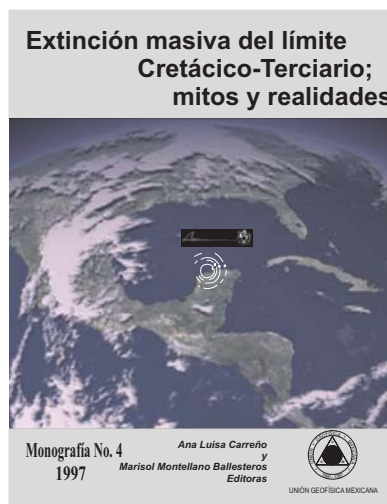 Extinción masiva del límite
Cretácico-Terciario;
mitos y realidades
Monografía No. 4
1997
Ana Luisa Carreño
y
Marisol Montellano Ballesteros
Editoras
UNIÓN GEOFÍSICA MEXICANA